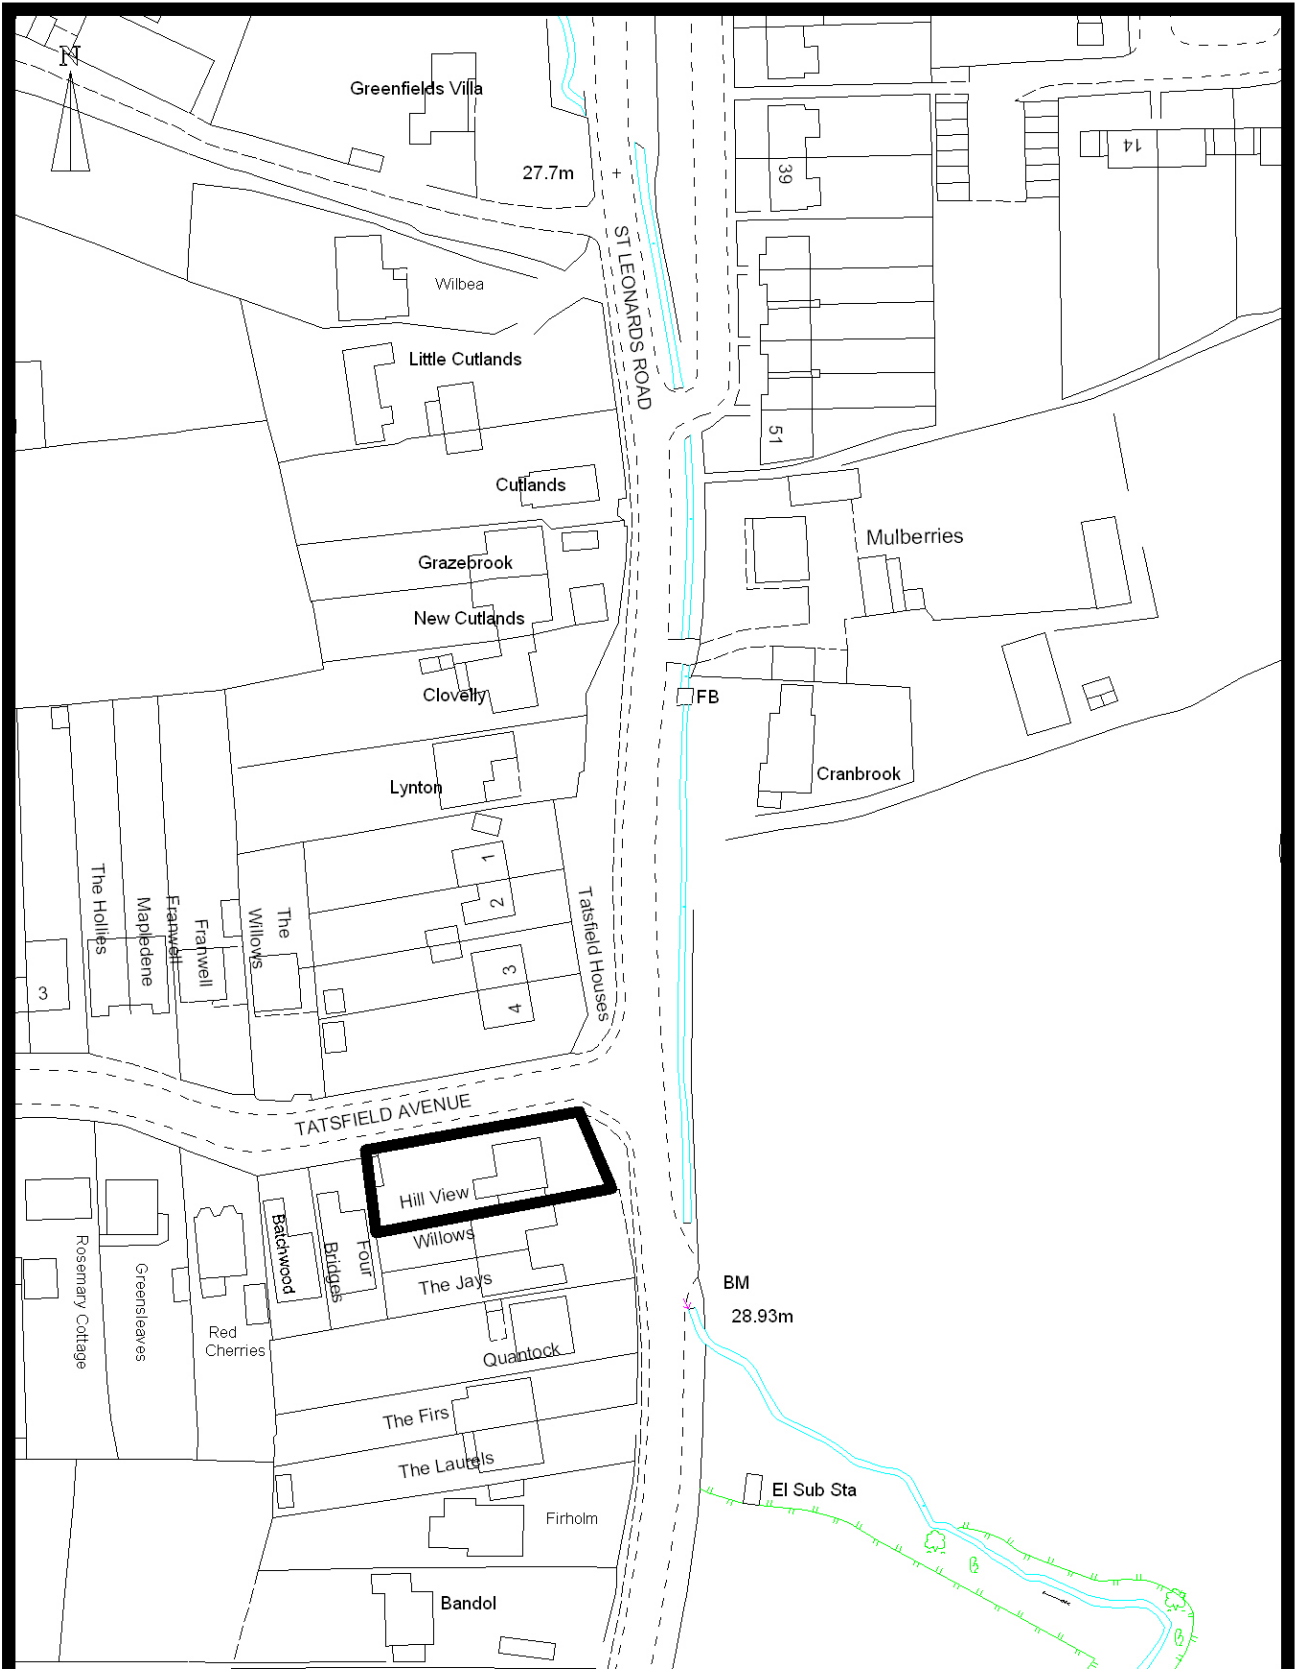 N
Greenfields Villa
27.7m
39
14
ST LEONARDS ROAD
Wilbea
Little Cutlands
51
Cutlands
Mulberries
Grazebrook
New Cutlands
Clovelly
FB
Cranbrook
Lynton
1
2
3
4
Tatsfield Houses
The Hollies
Mapledene
Franwell
Franwell
The
Willows
3
TATSFIELD AVENUE
Hill View
Willows
The Jays
Batchwood
Four
Bridges
Rosemary Cottage
Greensleaves
Red
Cherries
BM
28.93m
Quantock
The Firs
The Laurels
El Sub Sta
Firholm
Bandol